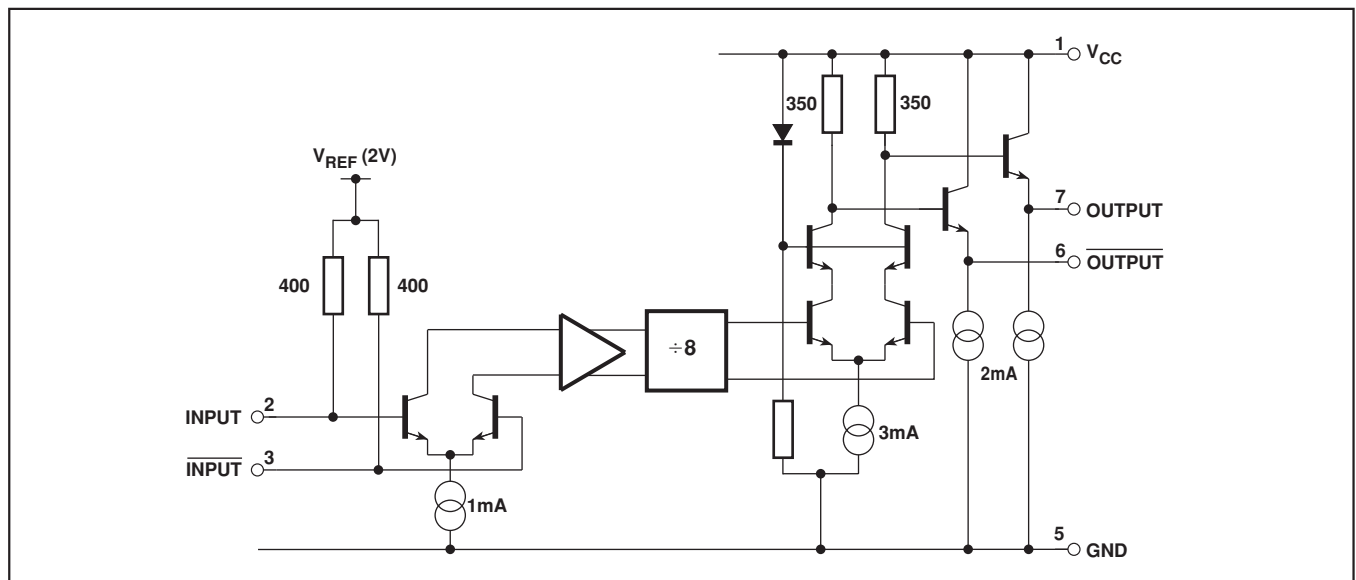 1
VCC
350
350
VREF (2V)
7
OUTPUT
6
OUTPUT
400
400
÷8
2mA
2
INPUT
3mA
3
INPUT
1mA
5
GND